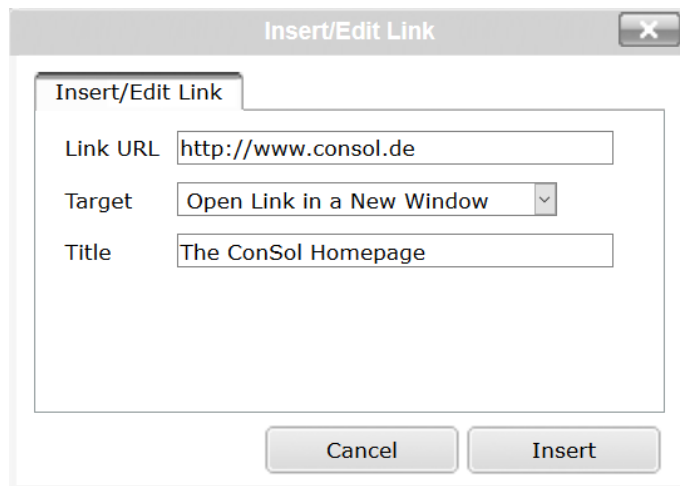 Insert/Edit Link
Insert/Edit Link
Link URL http://www.consol.de
Target Open Link in a New Window
Title The ConSol Homepage
Cancel Insert